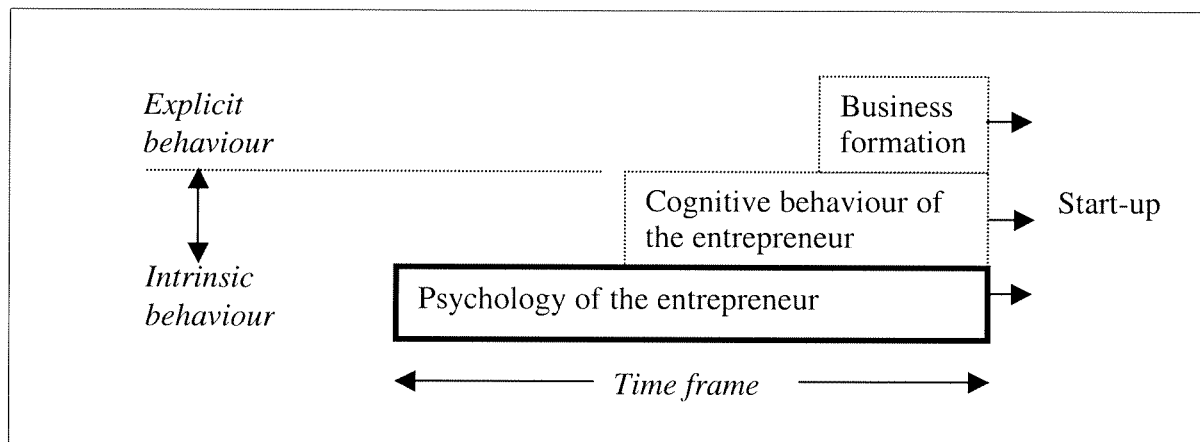 Explicit
behaviour
Business
formation
Cognitive behaviour of
the entrepreneur
Start-up
Intrinsic
behaviour
Psychology of the entrepreneur
Time frame